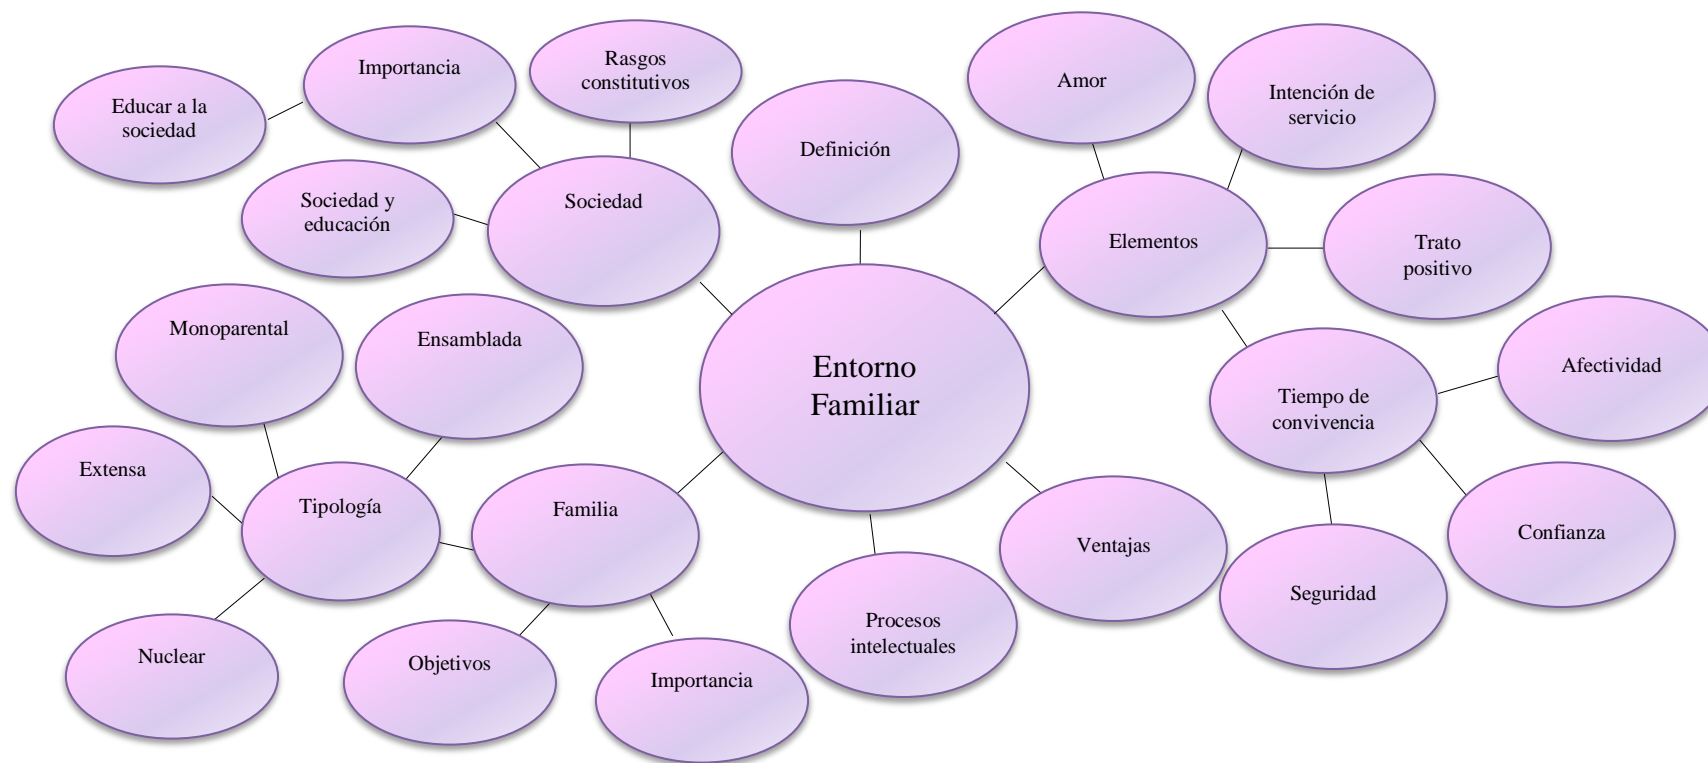 Importancia
Rasgos
constitutivos
Educar a la
sociedad
Sociedad y
educación
Sociedad
Definición
Amor
Intención de
servicio
Elementos
Trato
positivo
Monoparental
Ensamblada
Entorno
Familiar
Tiempo de
convivencia
Afectividad
Extensa
Tipología
Familia
Ventajas
Confianza
Seguridad
Procesos
intelectuales
Nuclear
Objetivos
Importancia